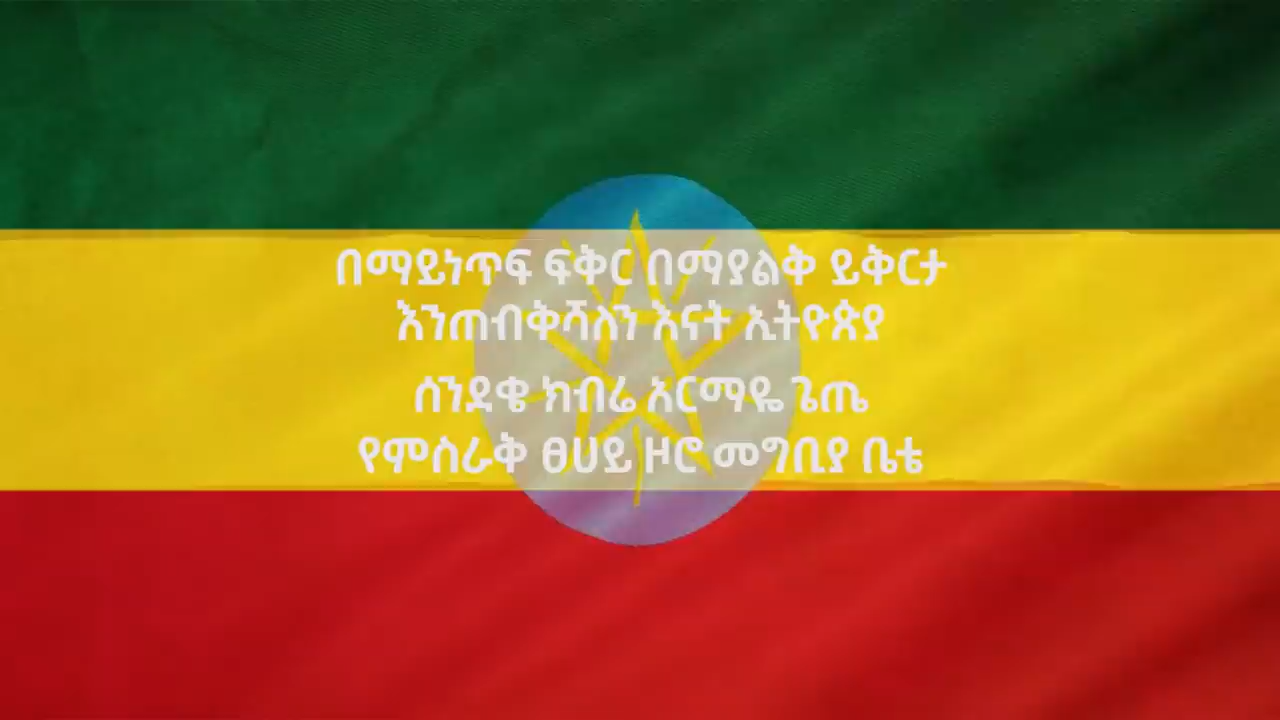 በማይነጥፍ ፍቅር በማያልቅ ይቅርታ
እንጠብቅሻለን እናት ኢትዮጵያ
ሰንደቄ ክብሬ አርማዬ ጌጤ
የምስራቅ ፀሀይ ዞሮ መግቢያ ቤቴ